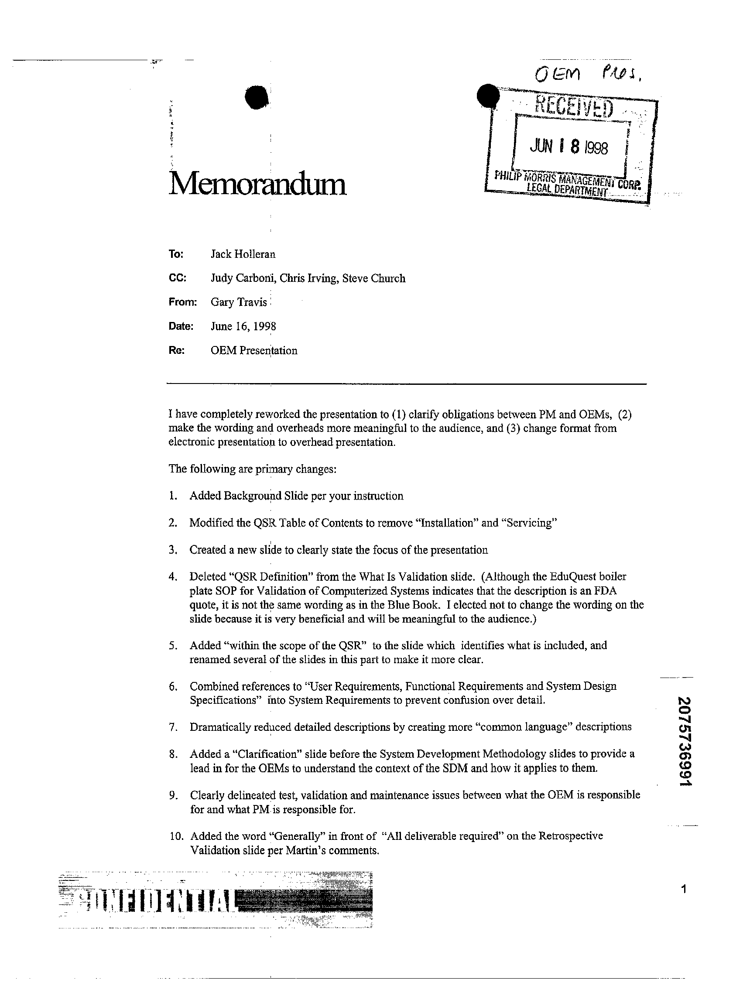 OEM Pres.
RECEIVED
JUN 18 1998
PHILIP MORRIS MANAGEMENT CORP.
LEGAL DEPARTMENT
Memorandum
To: Jack Holleran
CC: Judy Carboni, Chris Irving, Steve Church
From: Gary Travis
Date: June 16, 1998
Re: OEM Presentation
I have completely reworked the presentation to (1) clarify obligations between PM and OEMs, (2)
make the wording and overheads more meaningful to the audience, and (3) change format from
electronic presentation to overhead presentation.
The following are primary changes:
1. Added Background Slide per your instruction
2. Modified the QSR Table of Contents to remove “Installation” and “Servicing”
3. Created a new slide to clearly state the focus of the presentation
4. Deleted “QSR Definition” from the What Is Validation slide. (Although the EduQuest boiler
plate SOP for Validation of Computerized Systems indicates that the description is an FDA
quote, it is not the same wording as in the Blue Book. I elected not to change the wording on the
slide because it is very beneficial and will be meaningful to the audience.)
5. Added “within the scope of the QSR” to the slide which identifies what is included, and
renamed several of the slides in this part to make it more clear.
6. Combined references to “User Requirements, Functional Requirements and System Design
Specifications” into System Requirements to prevent confusion over detail.
7. Dramatically reduced detailed descriptions by creating more “common language” descriptions
8. Added a “Clarification” slide before the System Development Methodology slides to provide a
lead in for the OEMs to understand the context of the SDM and how it applies to them.
9. Clearly delineated test, validation and maintenance issues between what the OEM is responsible
for and what PM is responsible for.
10. Added the word “Generally” in front of “All deliverable required” on the Retrospective
Validation slide per Martin’s comments.
2075736991
CONFIDENTIAL
1